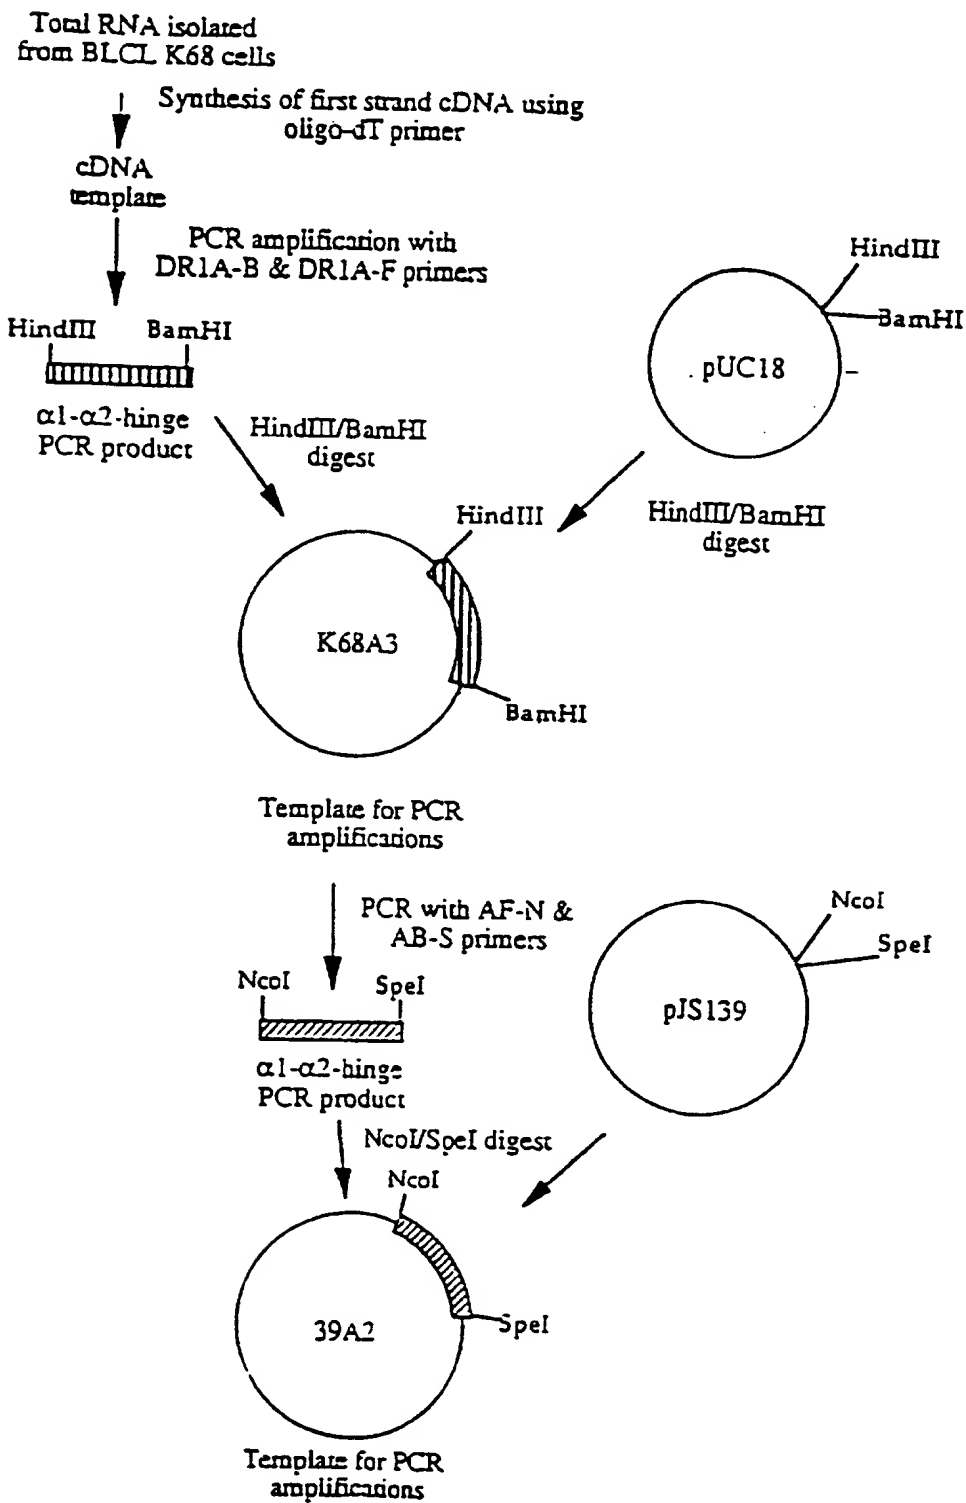 Total RNA isolated
from BLCL K68 cells
Synthesis of first strand cDNA using
oligo-dT primer
cDNA
template
PCR amplification with
DR1A-B & DR1A-F primers
HindIII
BamHI
HindIII
BamHI
pUC18
α1-α2-hinge
PCR product
HindIII/BamHI
digest
HindIII
HindIII/BamHI
digest
K68A3
BamHI
Template for PCR
amplifications
PCR with AF-N &
AB-S primers
NcoI
SpeI
NcoI
SpeI
pJS139
α1-α2-hinge
PCR product
NcoI/SpeI digest
NcoI
39A2
SpeI
Template for PCR
amplifications